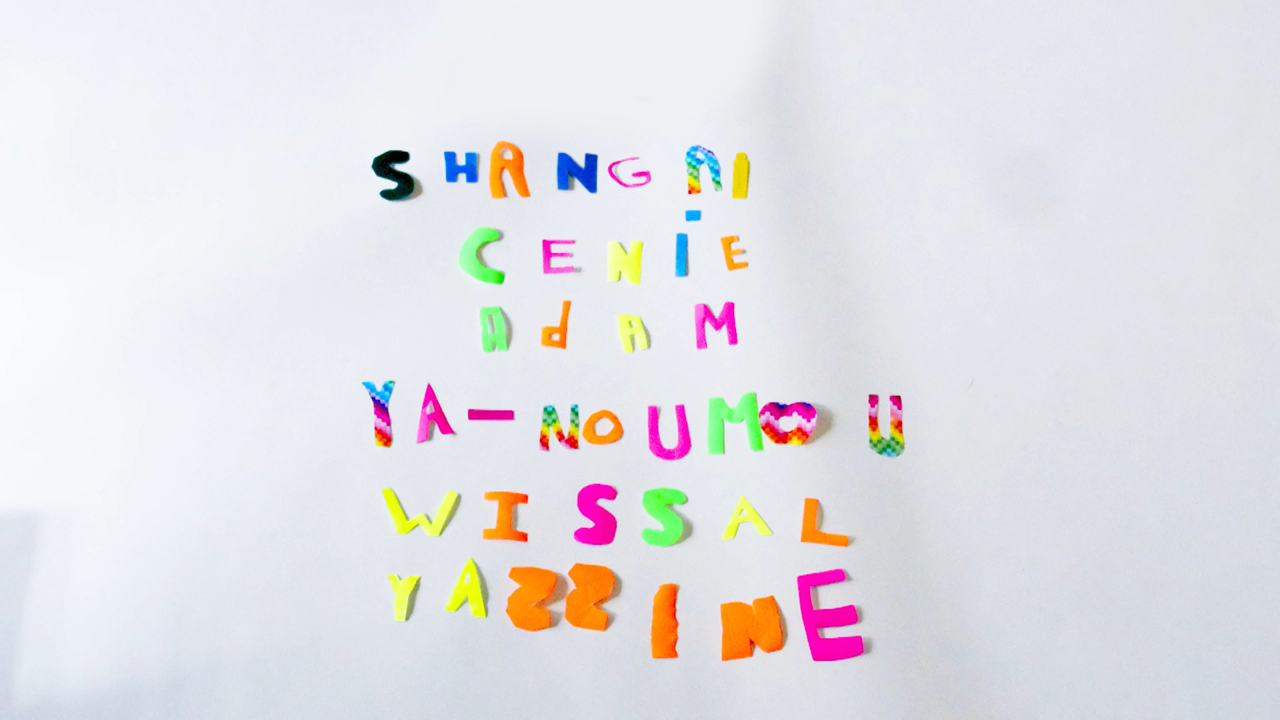 SHANGAI
CENiE
AdAM
YA-NOUMOU
WISSAL
YAZZINE